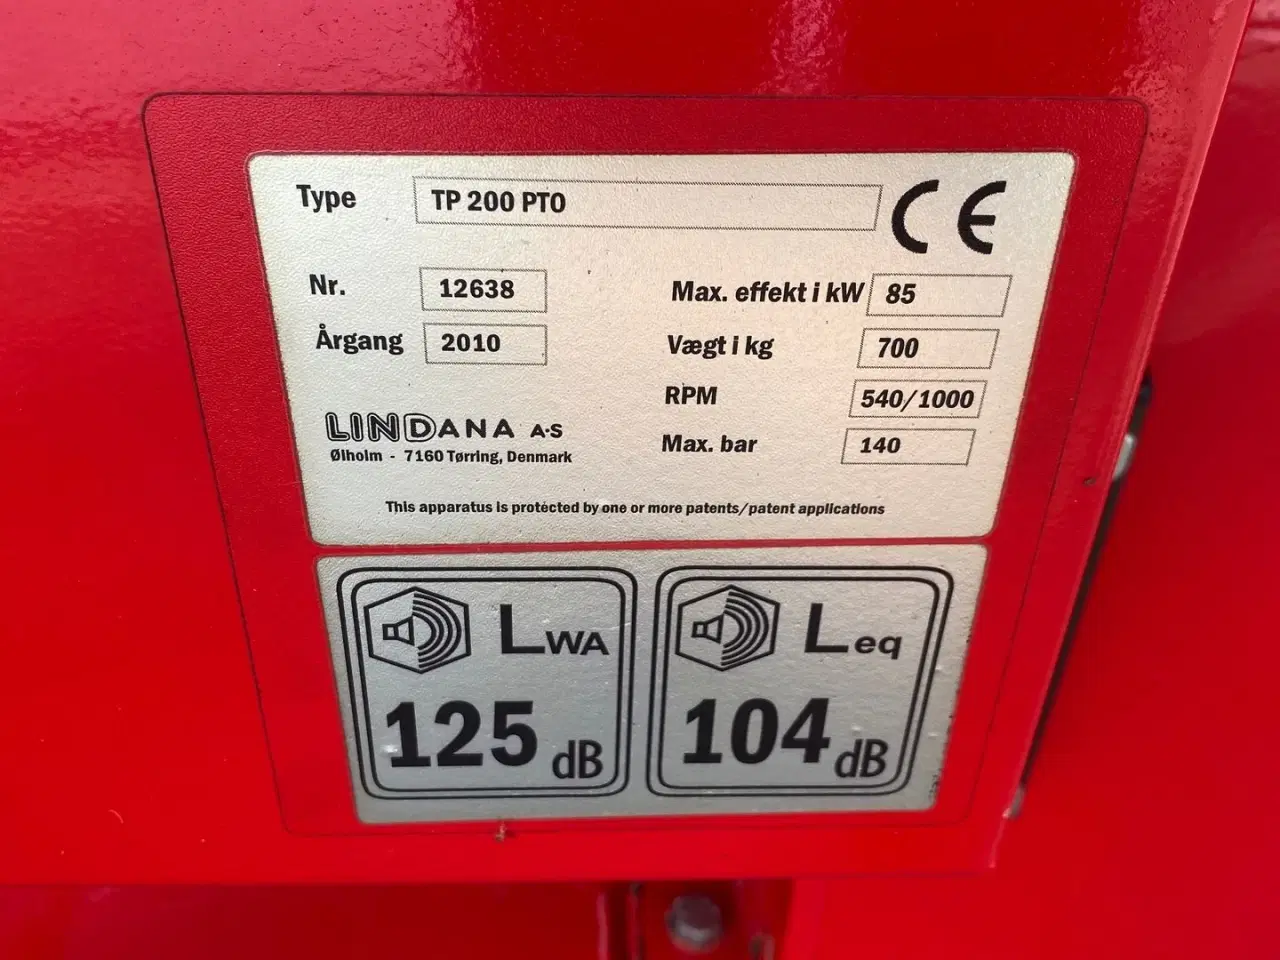 Type TP 200 PTO CE
Nr. 12638 Max. effekt i kW 85
Årgang 2010 Vægt i kg 700
RPM 540/1000
LINDANA A·S Max. bar 140
Ølholm - 7160 Tørring, Denmark
This apparatus is protected by one or more patents/patent applications
LWA Leq
125 dB 104 dB